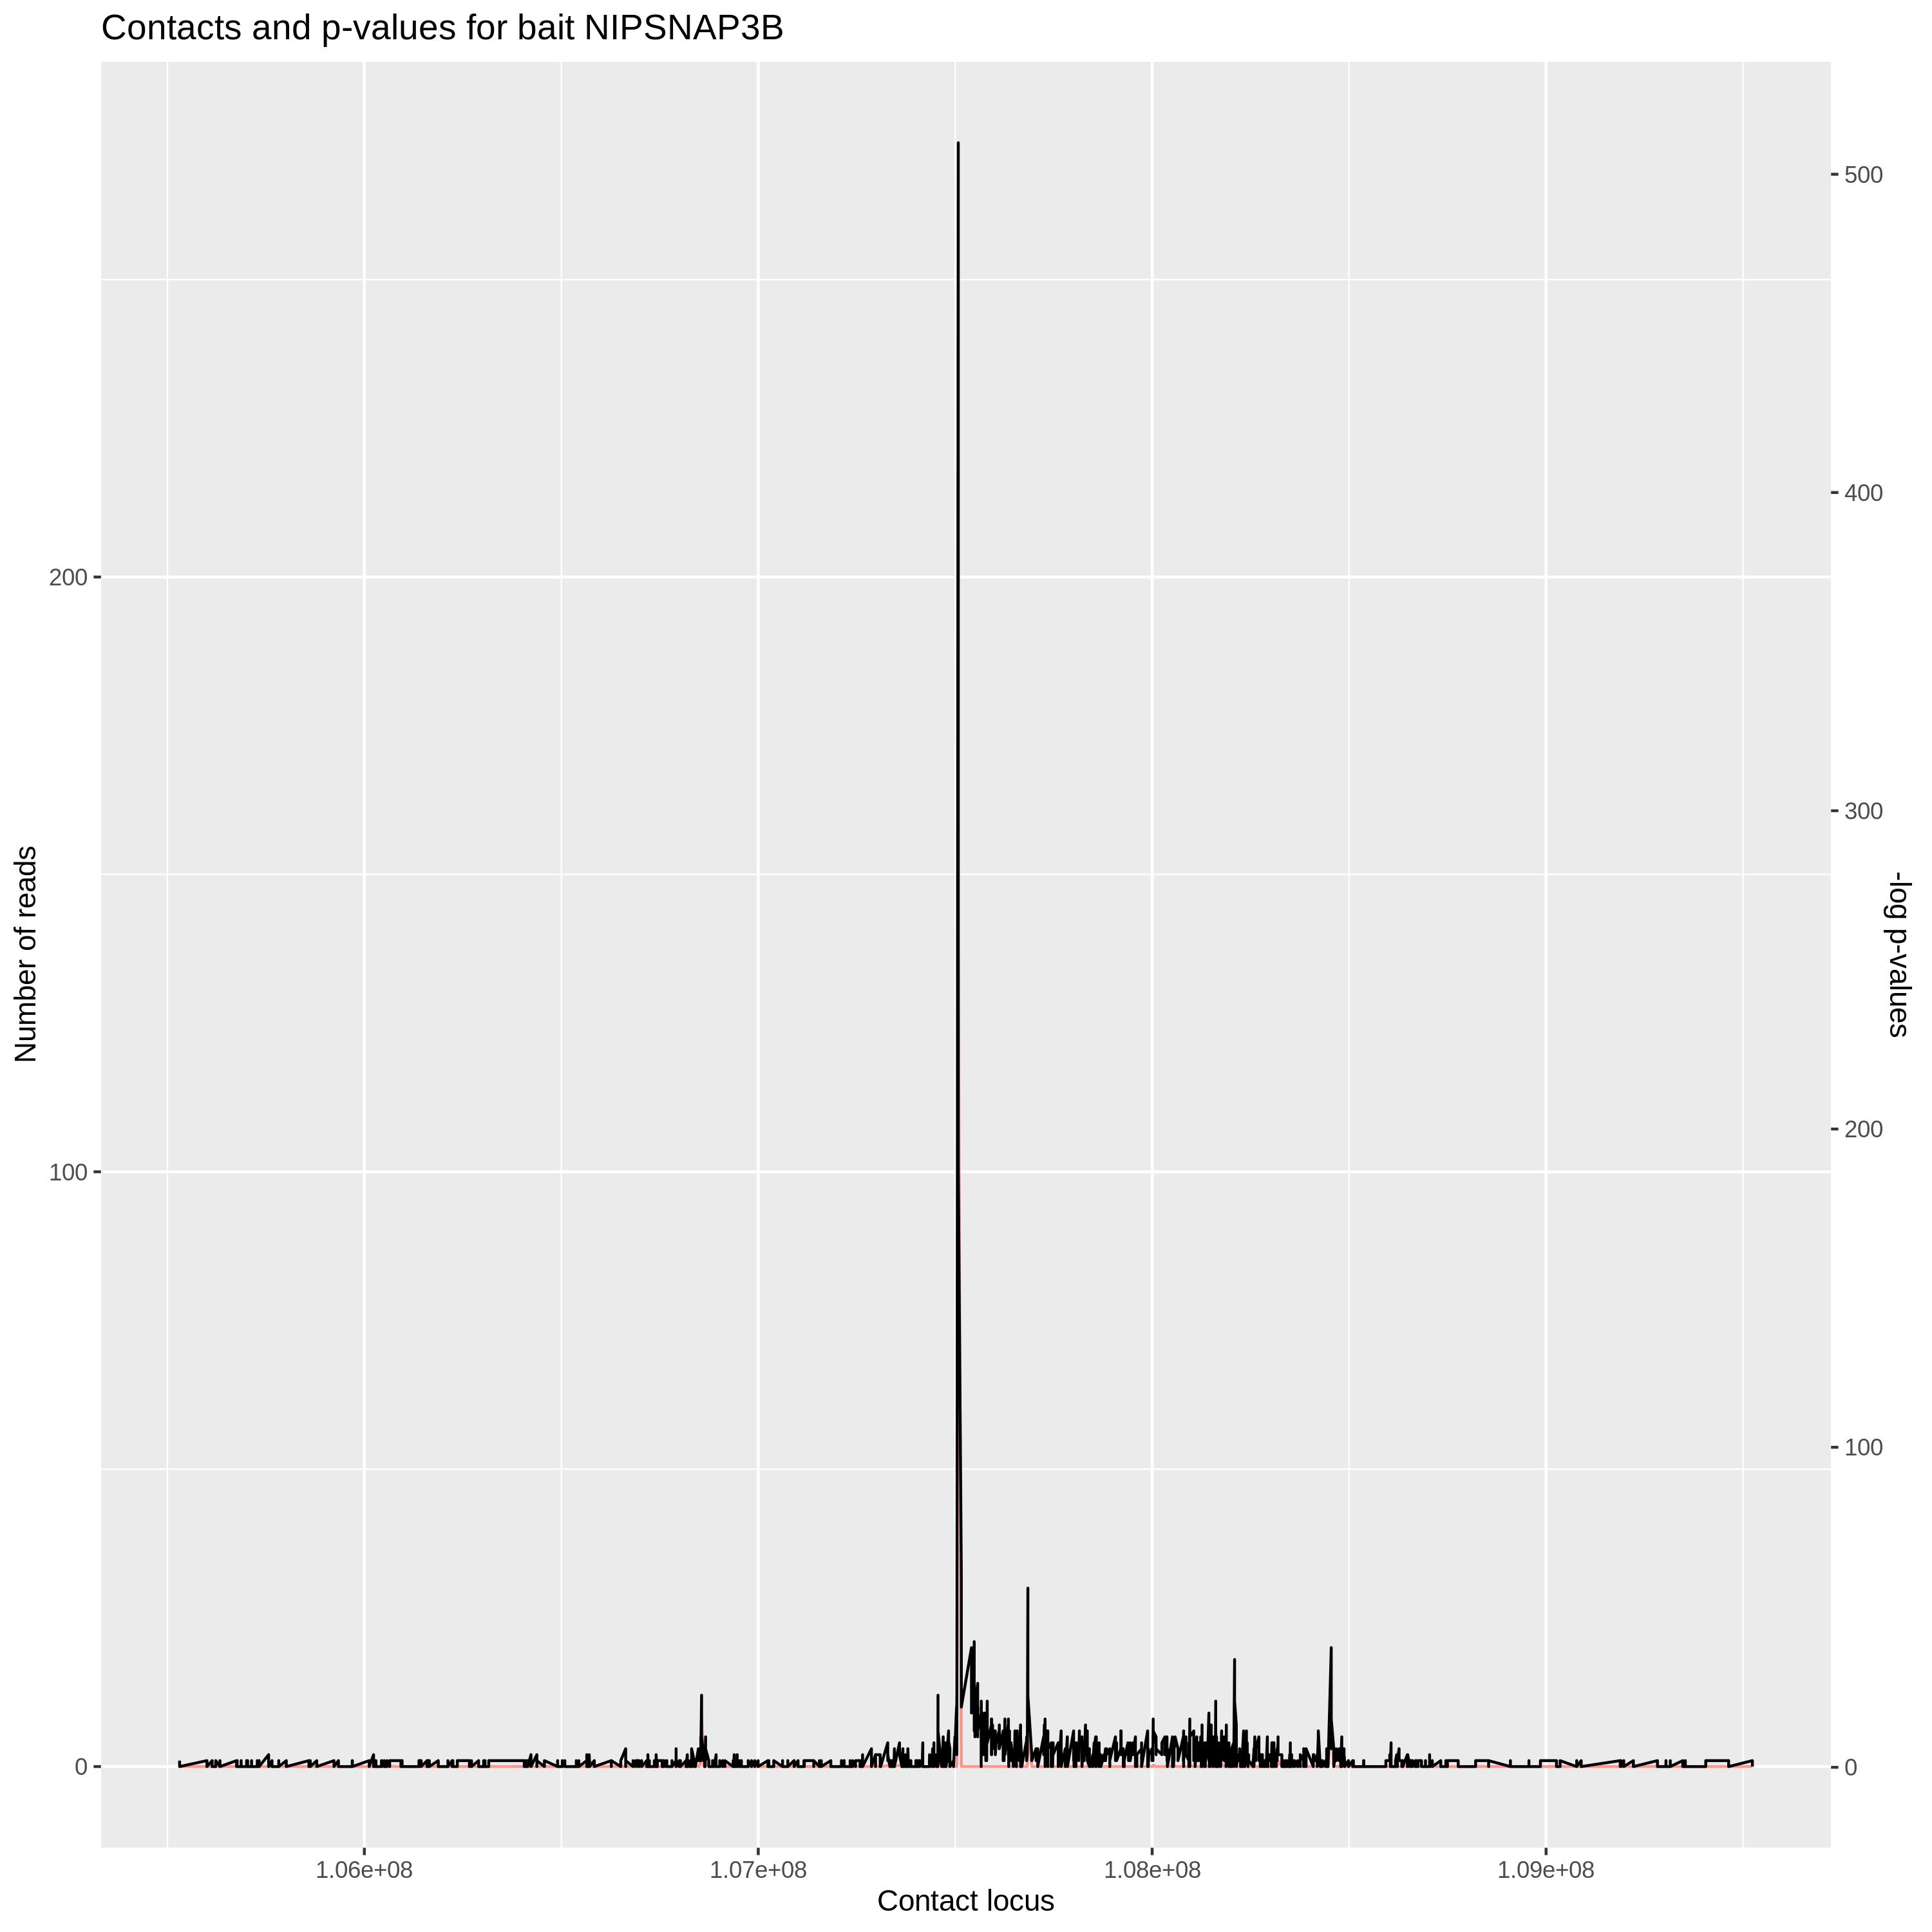 Contacts and p-values for bait NIPSNAP3B
500
400
200
300
Number of reads
-log p-values
200
100
100
0
0
1.06e+08
1.07e+08
1.08e+08
1.09e+08
Contact locus